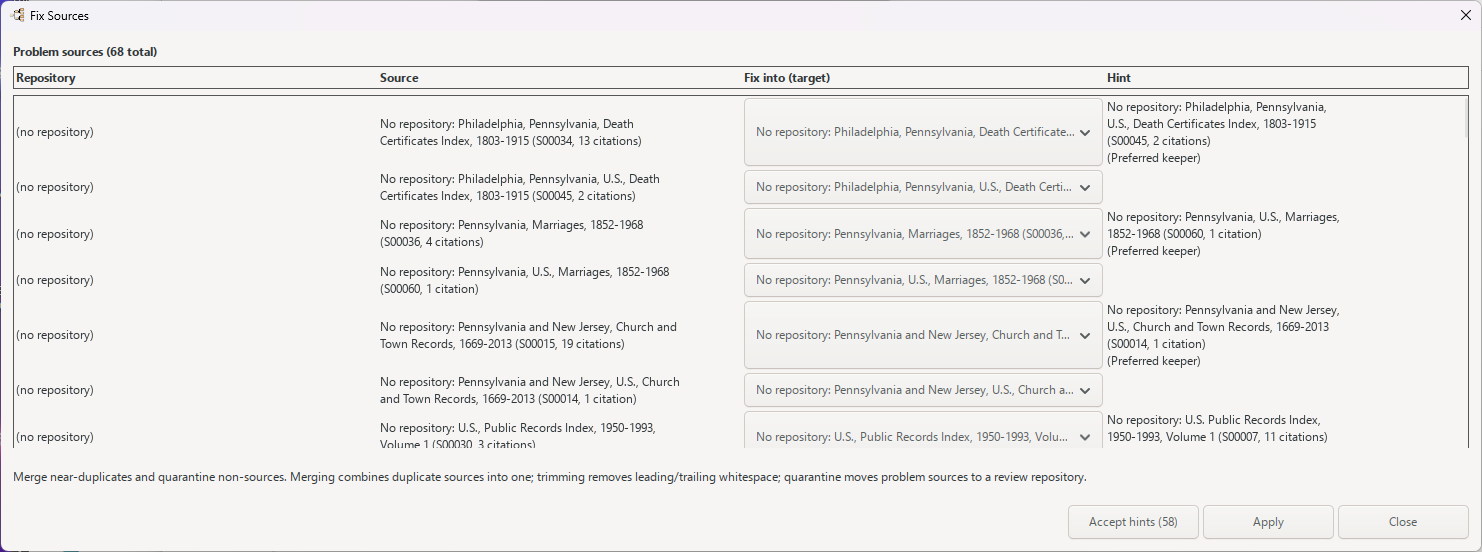 Fix Sources
Problem sources (68 total)
Repository Source Fix into (target) Hint
(no repository)
No repository: Philadelphia, Pennsylvania, Death
Certificates Index, 1803-1915 (S00034, 13 citations)
No repository: Philadelphia, Pennsylvania, Death Certificate...
No repository: Philadelphia, Pennsylvania,
U.S., Death Certificates Index, 1803-1915
(S00045, 2 citations)
(Preferred keeper)
(no repository)
No repository: Philadelphia, Pennsylvania, U.S., Death
Certificates Index, 1803-1915 (S00045, 2 citations)
No repository: Philadelphia, Pennsylvania, U.S., Death Certi...
(no repository)
No repository: Pennsylvania, Marriages, 1852-1968
(S00036, 4 citations)
No repository: Pennsylvania, Marriages, 1852-1968 (S00036,...
No repository: Pennsylvania, U.S., Marriages,
1852-1968 (S00060, 1 citation)
(Preferred keeper)
(no repository)
No repository: Pennsylvania, U.S., Marriages, 1852-1968
(S00060, 1 citation)
No repository: Pennsylvania, U.S., Marriages, 1852-1968 (S0...
(no repository)
No repository: Pennsylvania and New Jersey, Church and
Town Records, 1669-2013 (S00015, 19 citations)
No repository: Pennsylvania and New Jersey, Church and T...
No repository: Pennsylvania and New Jersey,
U.S., Church and Town Records, 1669-2013
(S00014, 1 citation)
(Preferred keeper)
(no repository)
No repository: Pennsylvania and New Jersey, U.S., Church
and Town Records, 1669-2013 (S00014, 1 citation)
No repository: Pennsylvania and New Jersey, U.S., Church a...
(no repository)
No repository: U.S., Public Records Index, 1950-1993,
Volume 1 (S00030, 3 citations)
No repository: U.S., Public Records Index, 1950-1993, Volu...
No repository: U.S. Public Records Index,
1950-1993, Volume 1 (S00007, 11 citations)
Merge near-duplicates and quarantine non-sources. Merging combines duplicate sources into one; trimming removes leading/trailing whitespace; quarantine moves problem sources to a review repository.
Accept hints (58) Apply Close